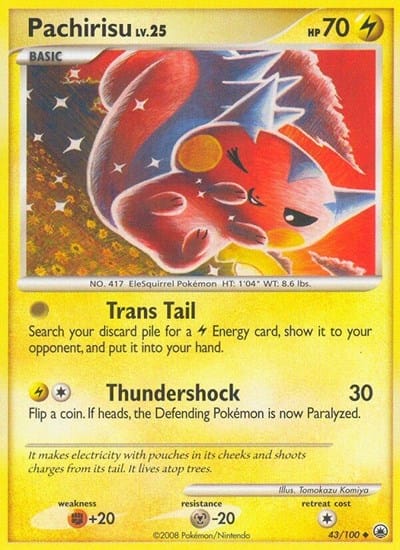 Pachirisu LV.25 HP 70
BASIC
NO. 417 EleSquirrel Pokémon HT: 1'04" WT: 8.6 lbs.
Trans Tail
Search your discard pile for a Energy card, show it to your
opponent, and put it into your hand.
Thundershock 30
Flip a coin. If heads, the Defending Pokémon is now Paralyzed.
It makes electricity with pouches in its cheeks and shoots
charges from its tail. It lives atop trees.
Illus. Tomokazu Komiya
weakness resistance retreat cost
+20 -20
©2008 Pokémon/Nintendo 43/100